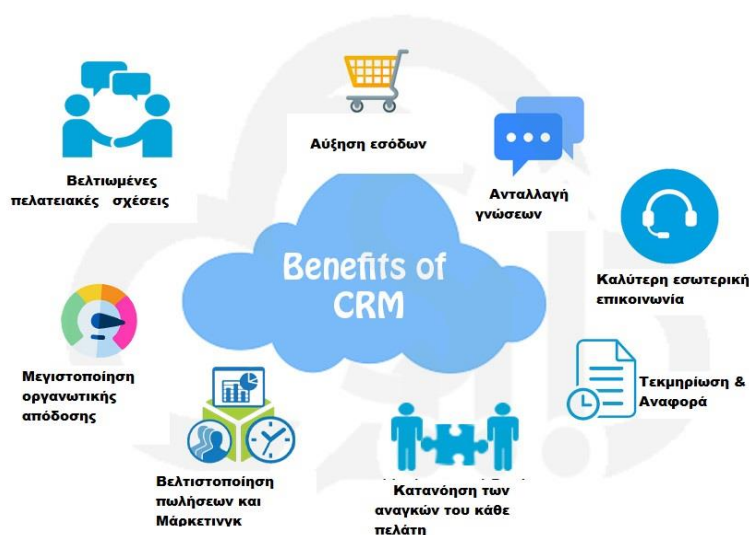 Αύξηση εσόδων
Βελτιωμένες
πελατειακές σχέσεις
Ανταλλαγή
γνώσεων
Benefits of
CRM
Καλύτερη εσωτερική
επικοινωνία
Μεγιστοποίηση
οργανωτικής
απόδοσης
Τεκμηρίωση &
Αναφορά
Βελτιστοποίηση
πωλήσεων και
Μάρκετινγκ
Κατανόηση των
αναγκών του κάθε
πελάτη